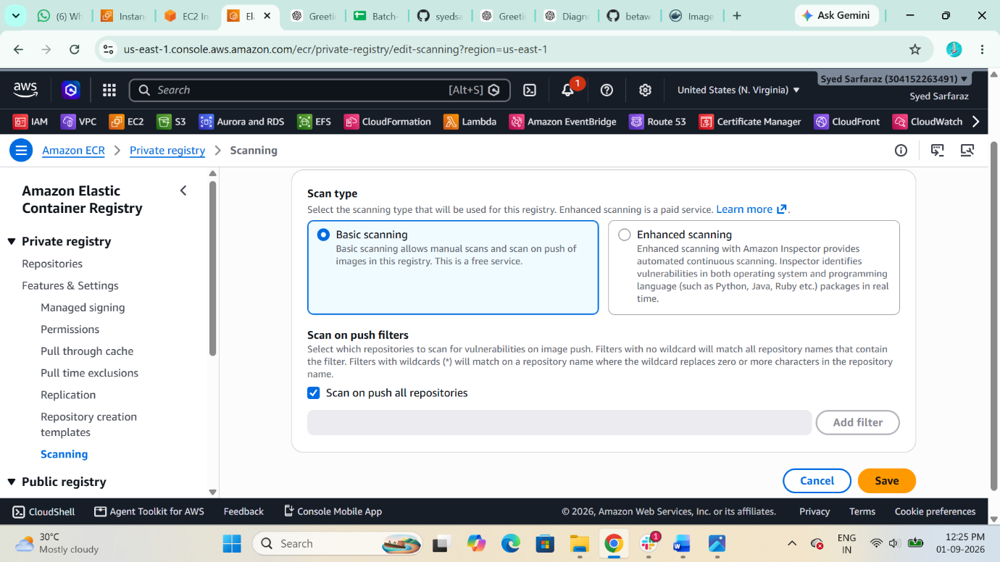 (6) Wh
Instanc
EC2 In
Ela
Greetin
Batch-
syedsa
Greetin
Diagno
betaw
Image
Ask Gemini
us-east-1.console.aws.amazon.com/ecr/private-registry/edit-scanning?region=us-east-1
aws
Search
[Alt+S]
1
United States (N. Virginia)
Syed Sarfaraz (304152263491)
Syed Sarfaraz
IAM
VPC
EC2
S3
Aurora and RDS
EFS
CloudFormation
Lambda
Amazon EventBridge
Route 53
Certificate Manager
CloudFront
CloudWatch
Amazon ECR
Private registry
Scanning
Amazon Elastic
Container Registry
Private registry
Repositories
Features & Settings
Managed signing
Permissions
Pull through cache
Pull time exclusions
Replication
Repository creation
templates
Scanning
Public registry
Scan type
Select the scanning type that will be used for this registry. Enhanced scanning is a paid service. Learn more.
Basic scanning
Basic scanning allows manual scans and scan on push of
images in this registry. This is a free service.
Enhanced scanning
Enhanced scanning with Amazon Inspector provides
automated continuous scanning. Inspector identifies
vulnerabilities in both operating system and programming
language (such as Python, Java, Ruby etc.) packages in real
time.
Scan on push filters
Select which repositories to scan for vulnerabilities on image push. Filters with no wildcard will match all repository names that contain
the filter. Filters with wildcards (*) will match on a repository name where the wildcard replaces zero or more characters in the repository
name.
Scan on push all repositories
Add filter
Cancel
Save
CloudShell
Agent Toolkit for AWS
Feedback
Console Mobile App
© 2026, Amazon Web Services, Inc. or its affiliates.
Privacy
Terms
Cookie preferences
30°C
Mostly cloudy
Search
1
ENG
IN
12:25 PM
01-09-2026